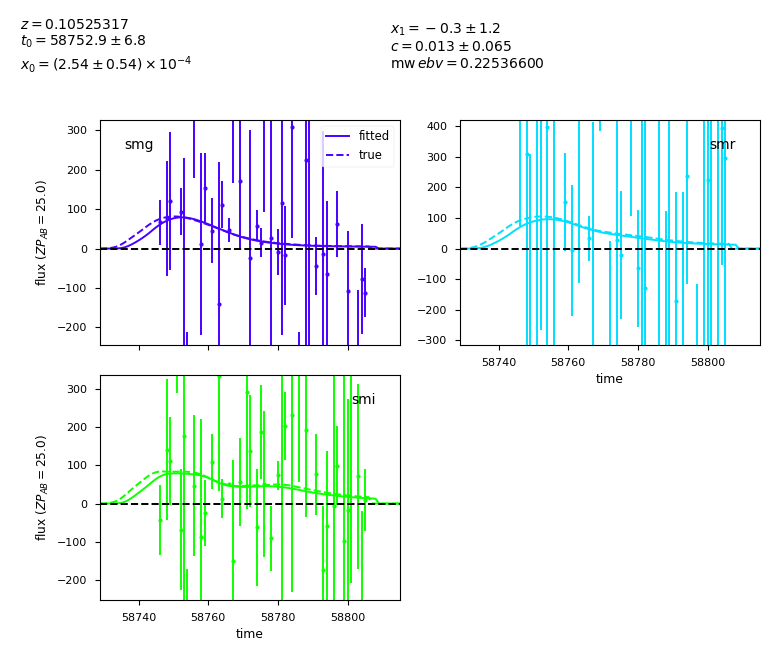 z = 0.10525317
t0 = 58752.9 ± 6.8
x0 = (2.54 ± 0.54) × 10^−4
x1 = −0.3 ± 1.2
c = 0.013 ± 0.065
mw ebv = 0.22536600
smg
fitted
true
300
200
100
0
−100
−200
flux (ZP_AB = 25.0)
smr
400
300
200
100
0
−100
−200
−300
58740 58760 58780 58800
time
smi
300
200
100
0
−100
−200
flux (ZP_AB = 25.0)
58740 58760 58780 58800
time